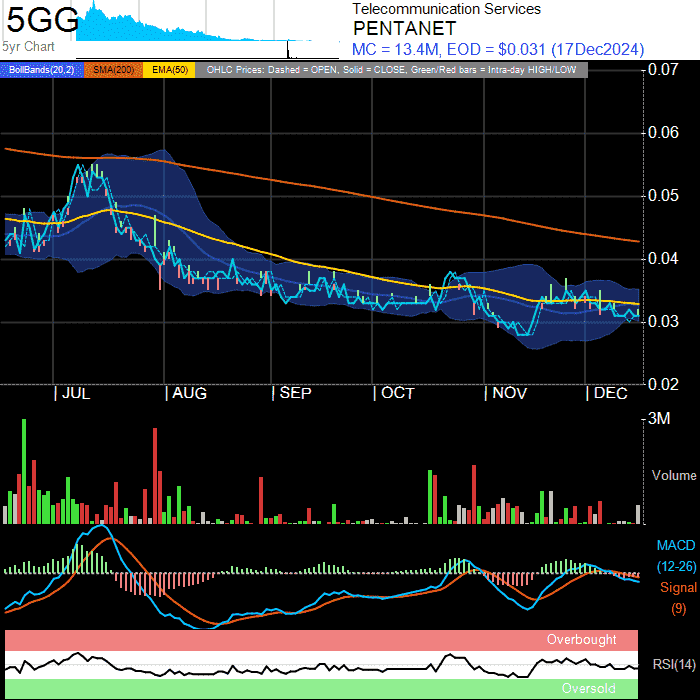 5GG
5yr Chart
Telecommunication Services
PENTANET
MC = 13.4M, EOD = $0.031 (17Dec2024)
BollBands(20,2) SMA(200) EMA(50) OHLC Prices: Dashed = OPEN, Solid = CLOSE, Green/Red bars = Intra-day HIGH/LOW
0.07
0.06
0.05
0.04
0.03
0.02
| JUL | AUG | SEP | OCT | NOV | DEC
3M
Volume
MACD
(12-26)
Signal
(9)
Overbought
RSI(14)
Oversold